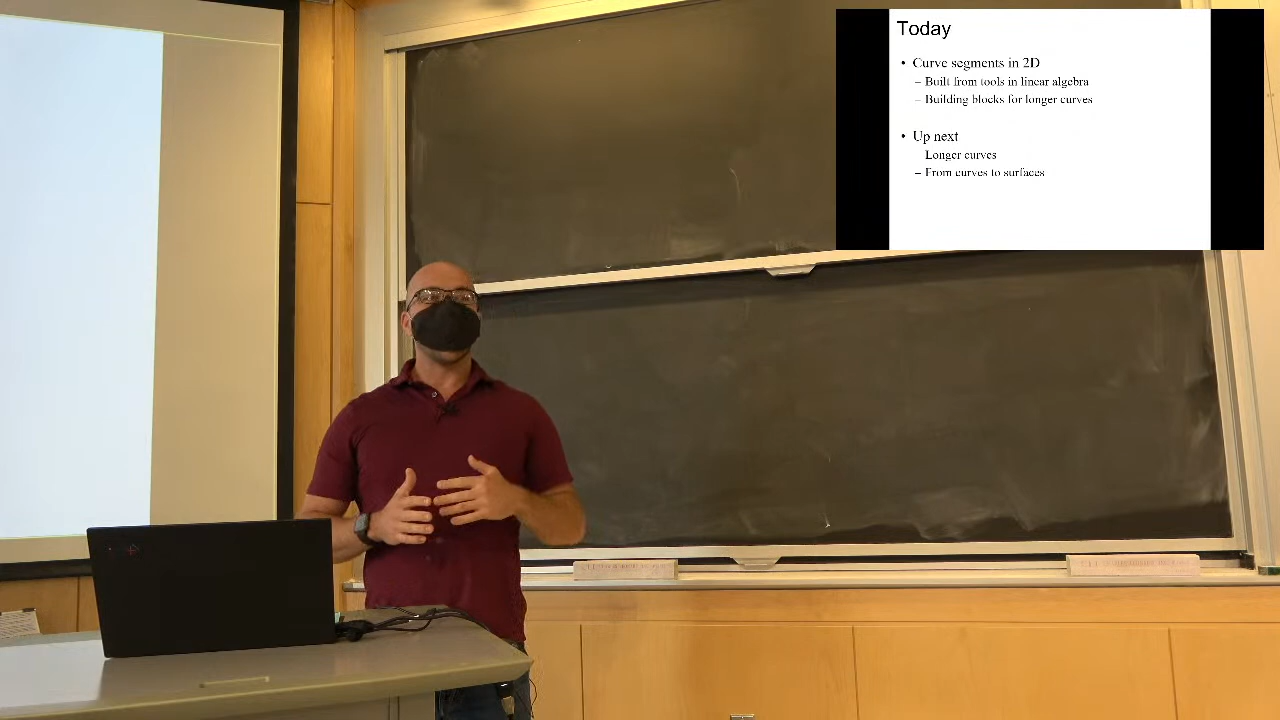 Today
• Curve segments in 2D
– Built from tools in linear algebra
– Building blocks for longer curves
• Up next
Longer curves
– From curves to surfaces